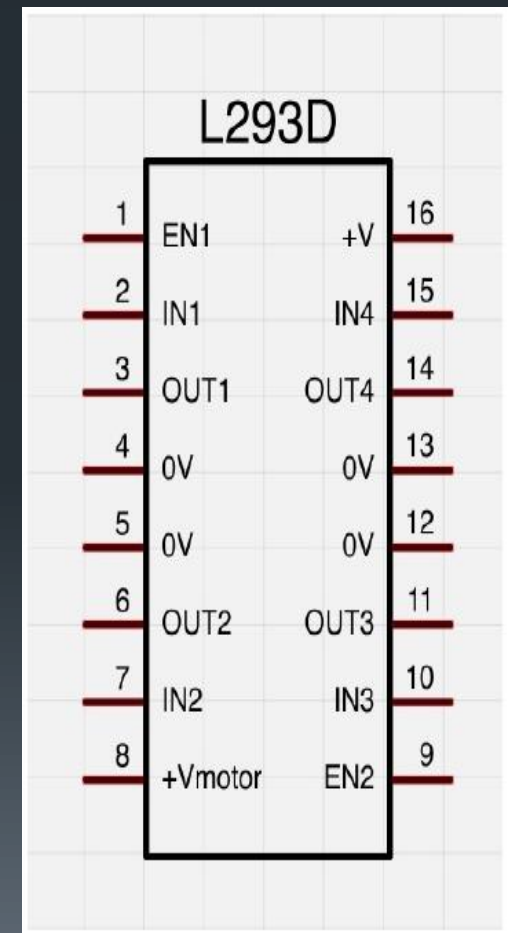 L293D
1 EN1 +V 16
2 IN1 IN4 15
3 OUT1 OUT4 14
4 0V 0V 13
5 0V 0V 12
6 OUT2 OUT3 11
7 IN2 IN3 10
8 +Vmotor EN2 9